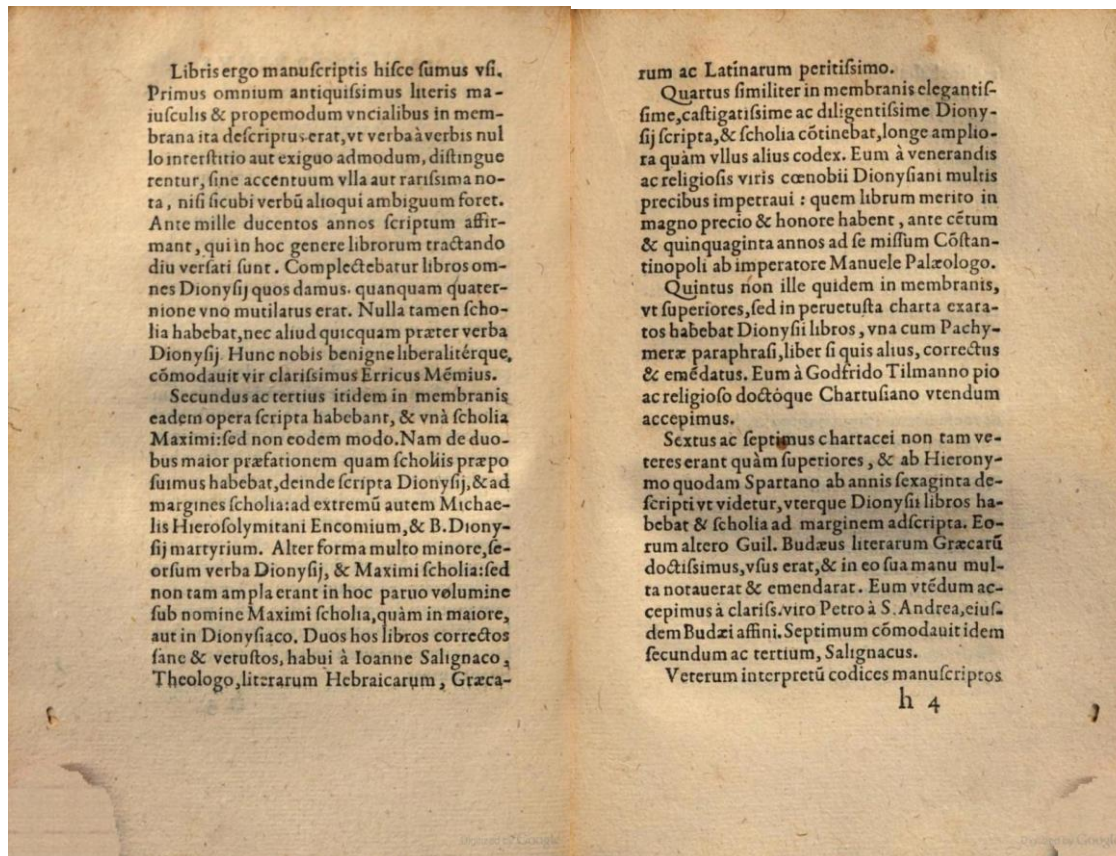 Libris ergo manuſcriptis hiſce ſumus vſi.
Primus omnium antiquiſsimus literis ma-
iuſculis & propemodum vncialibus in mem-
brana ita deſcriptus erat, vt verba à verbis nul
lo interſtitio aut exiguo admodum, diſtingue
rentur, ſine accentuum vlla aut rariſsima no-
ta, niſi ſicubi verbũ alioqui ambiguum foret.
Ante mille ducentos annos ſcriptum affir-
mant, qui in hoc genere librorum tractando
diu verſati ſunt. Complectebatur libros om-
nes Dionyſij quos damus. quanquam quater-
nione vno mutilatus erat. Nulla tamen ſcho-
lia habebat, nec aliud quicquam præter verba
Dionyſij. Hunc nobis benigne liberalitérque,
cõmodauit vir clariſsimus Erricus Mẽmius.
Secundus ac tertius itidem in membranis
eadem opera ſcripta habebant, & vnà ſcholia
Maximi: ſed non eodem modo. Nam de duo-
bus maior præfationem quam ſcholiis præpo
ſuimus habebat, deinde ſcripta Dionyſij, & ad
margines ſcholia: ad extremũ autem Michae-
lis Hieroſolymitani Encomium, & B. Diony-
ſij martyrium. Alter forma multo minore, ſe-
orſum verba Dionyſij, & Maximi ſcholia: ſed
non tam ampla erant in hoc paruo volumine
ſub nomine Maximi ſcholia, quàm in maiore,
aut in Dionyſiaco. Duos hos libros correctos
ſane & vetuſtos, habui à Ioanne Salignaco,
Theologo, literarum Hebraicarum, Græca-
rum ac Latinarum peritiſsimo.
Quartus ſimiliter in membranis elegantiſ-
ſime, caſtigatiſsime ac diligentiſsime Diony-
ſij ſcripta, & ſcholia cõtinebat, longe amplio-
ra quàm vllus alius codex. Eum à venerandis
ac religioſis viris cœnobii Dionyſiani multis
precibus impetraui : quem librum merito in
magno precio & honore habent, ante cẽtum
& quinquaginta annos ad ſe miſſum Cõſtan-
tinopoli ab imperatore Manuele Palæologo.
Quintus non ille quidem in membranis,
vt ſuperiores, ſed in peruetuſta charta exara-
tos habebat Dionyſii libros, vna cum Pachy-
meræ paraphraſi, liber ſi quis alius, correctus
& emẽdatus. Eum à Godfrido Tilmanno pio
ac religioſo doctóque Chartuſiano vtendum
accepimus.
Sextus ac ſeptimus chartacei non tam ve-
teres erant quàm ſuperiores, & ab Hierony-
mo quodam Spartano ab annis ſexaginta de-
ſcripti vt videtur, vterque Dionyſii libros ha-
bebat & ſcholia ad marginem adſcripta. Eo-
rum altero Guil. Budæus literarum Græcarũ
doctiſsimus, vſus erat, & in eo ſua manu mul-
ta notauerat & emendarat. Eum vtẽdum ac-
cepimus à clariſs. viro Petro à S. Andrea, eiuſ-
dem Budæi affini. Septimum cõmodauit idem
ſecundum ac tertium, Salignacus.
Veterum interpretũ codices manuſcriptos
h 4
Digitized by Google
Digitized by Google